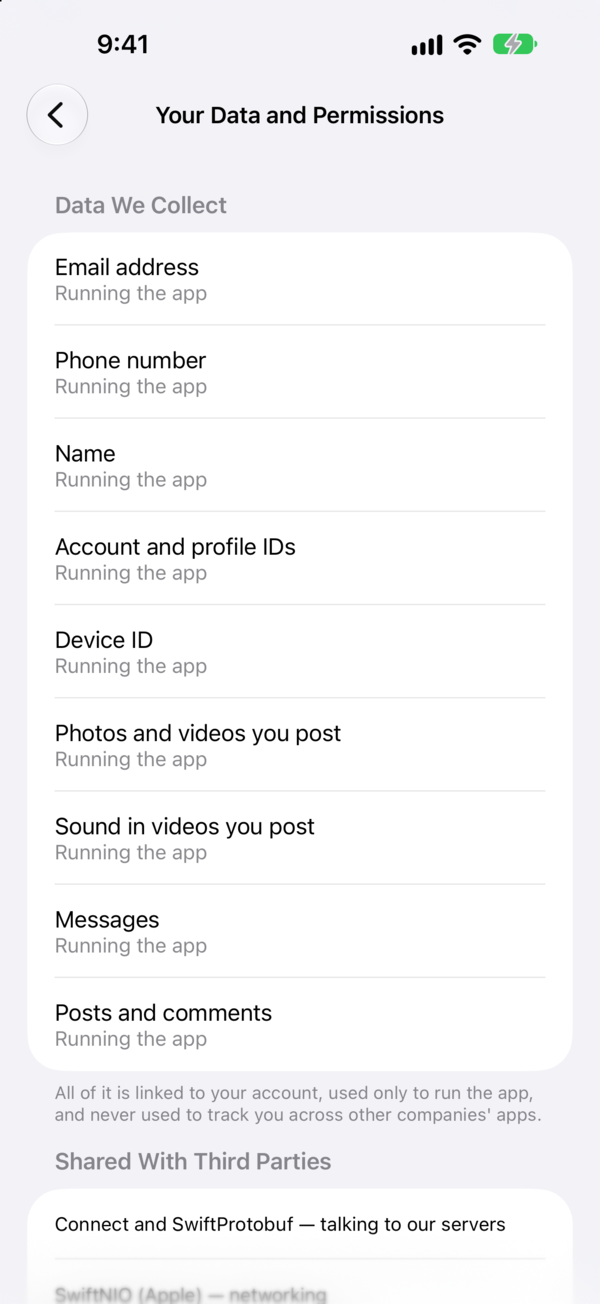 9:41
Your Data and Permissions
Data We Collect
Email address
Running the app
Phone number
Running the app
Name
Running the app
Account and profile IDs
Running the app
Device ID
Running the app
Photos and videos you post
Running the app
Sound in videos you post
Running the app
Messages
Running the app
Posts and comments
Running the app
All of it is linked to your account, used only to run the app,
and never used to track you across other companies' apps.
Shared With Third Parties
Connect and SwiftProtobuf — talking to our servers
SwiftNIO (Apple) — networking